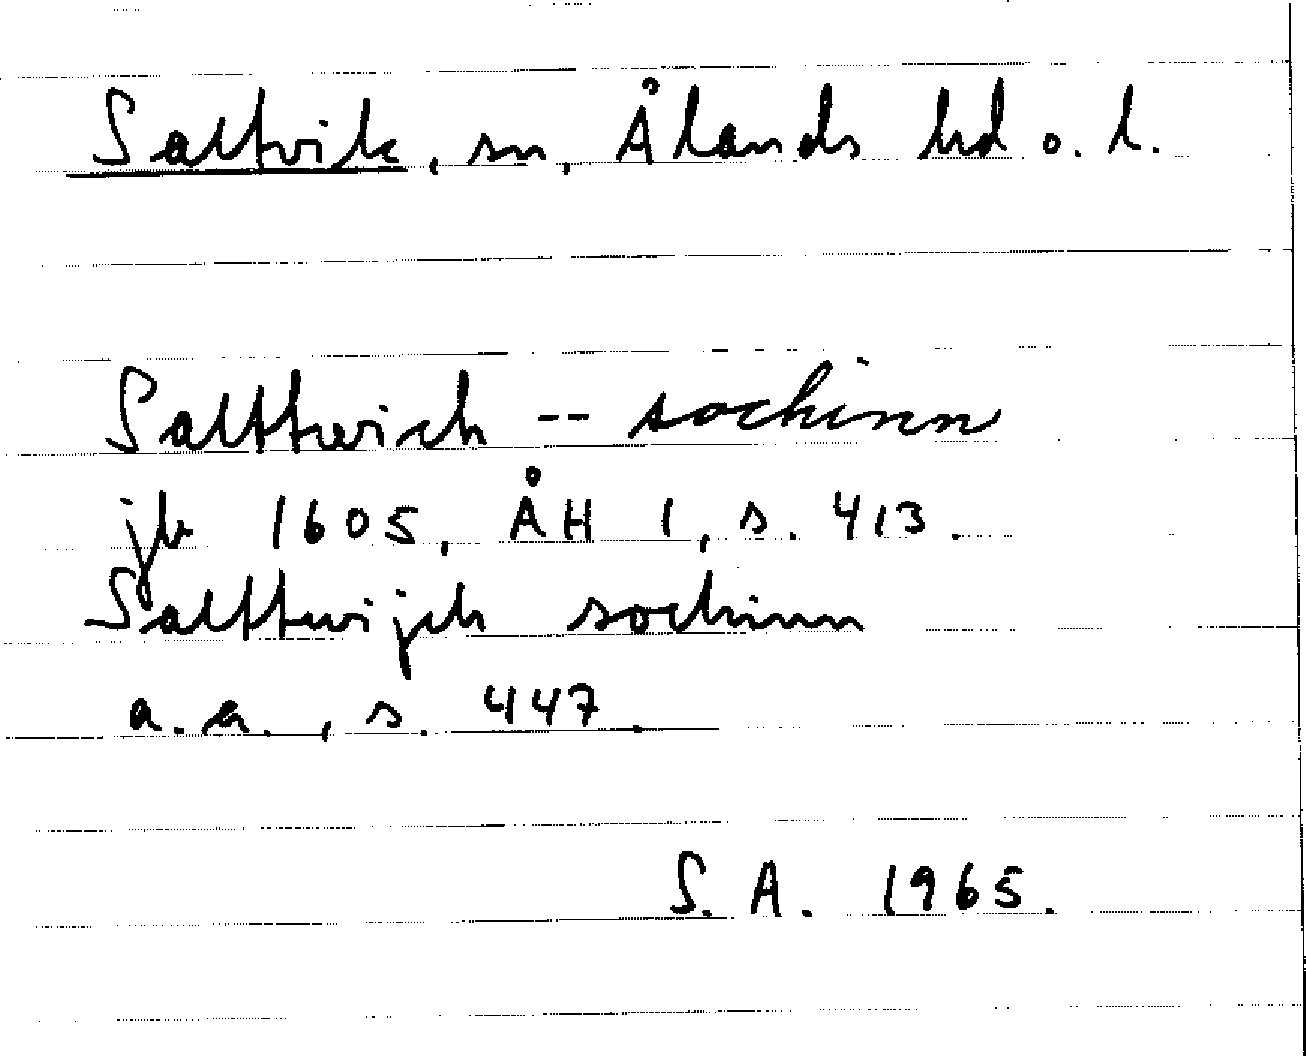 Saltvik, sn, Ålands hd o. l.
Salttwich -- sochinn
jb 1605, ÅH 1, s. 413.
Salttwijch sochinn
a.a., s. 447.
S. A. 1965.